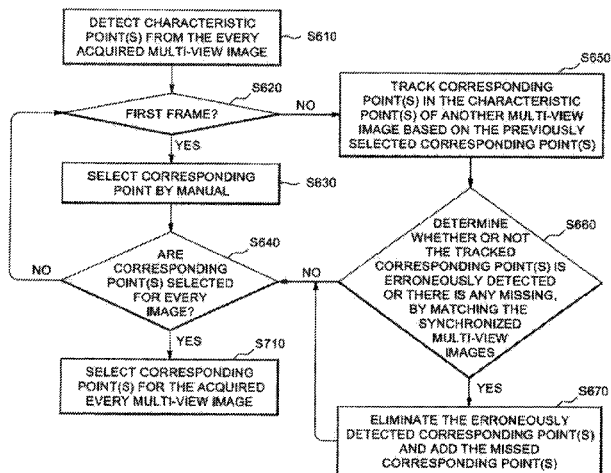 DETECT CHARACTERISTIC
POINT(S) FROM THE EVERY
ACQUIRED MULTI-VIEW IMAGE
S610
S620
FIRST FRAME?
NO
YES
SELECT CORRESPONDING
POINT BY MANUAL
S630
S640
ARE
CORRESPONDING
POINT(S) SELECTED
FOR EVERY
IMAGE?
NO
YES
S710
SELECT CORRESPONDING
POINT(S) FOR THE ACQUIRED
EVERY MULTI-VIEW IMAGE
S650
TRACK CORRESPONDING
POINT(S) IN THE CHARACTERISTIC
POINT(S) OF ANOTHER MULTI-VIEW
IMAGE BASED ON THE PREVIOUSLY
SELECTED CORRESPONDING POINT(S)
S660
DETERMINE
WHETHER OR NOT
THE TRACKED
CORRESPONDING POINT(S) IS
ERRONEOUSLY DETECTED
OR THERE IS ANY MISSING,
BY MATCHING THE
SYNCHRONIZED
MULTI-VIEW
IMAGES
NO
YES
S670
ELIMINATE THE ERRONEOUSLY
DETECTED CORRESPONDING POINT(S)
AND ADD THE MISSED
CORRESPONDING POINT(S)